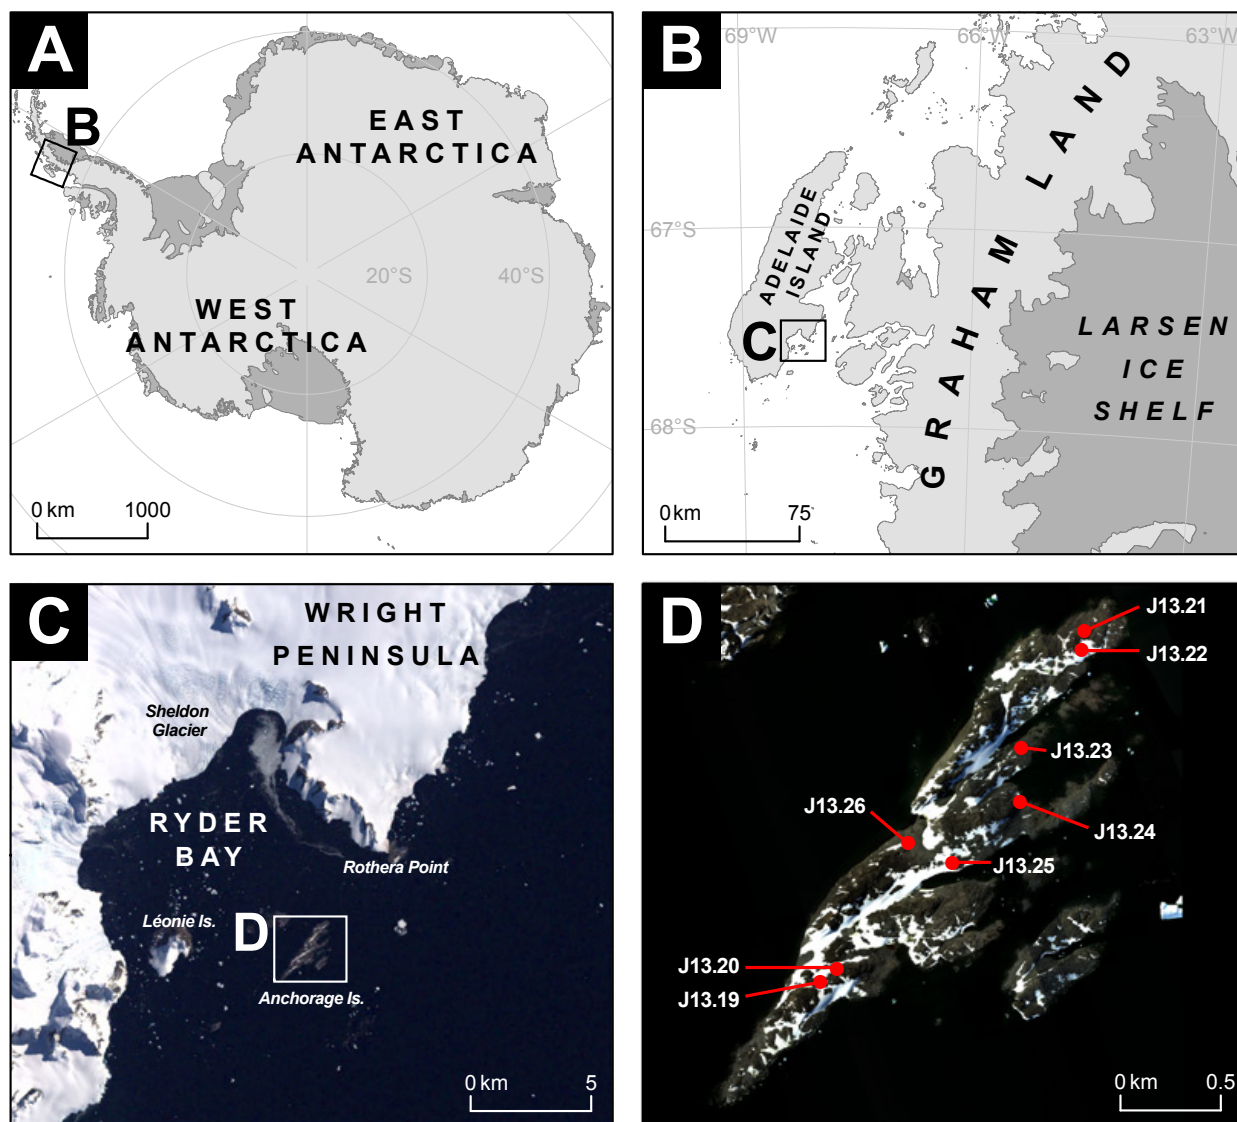 A
B
EAST
ANTARCTICA
20°S
40°S
WEST
ANTARCTICA
0 km 1000
B
69°W
66°W
63°W
GRAHAM LAND
ADELAIDE
ISLAND
67°S
C
LARSEN
ICE
SHELF
68°S
0 km 75
C
WRIGHT
PENINSULA
Sheldon
Glacier
RYDER
BAY
Rothera Point
Léonie Is.
D
Anchorage Is.
0 km 5
D
J13.21
J13.22
J13.23
J13.26
J13.24
J13.25
J13.20
J13.19
0 km 0.5